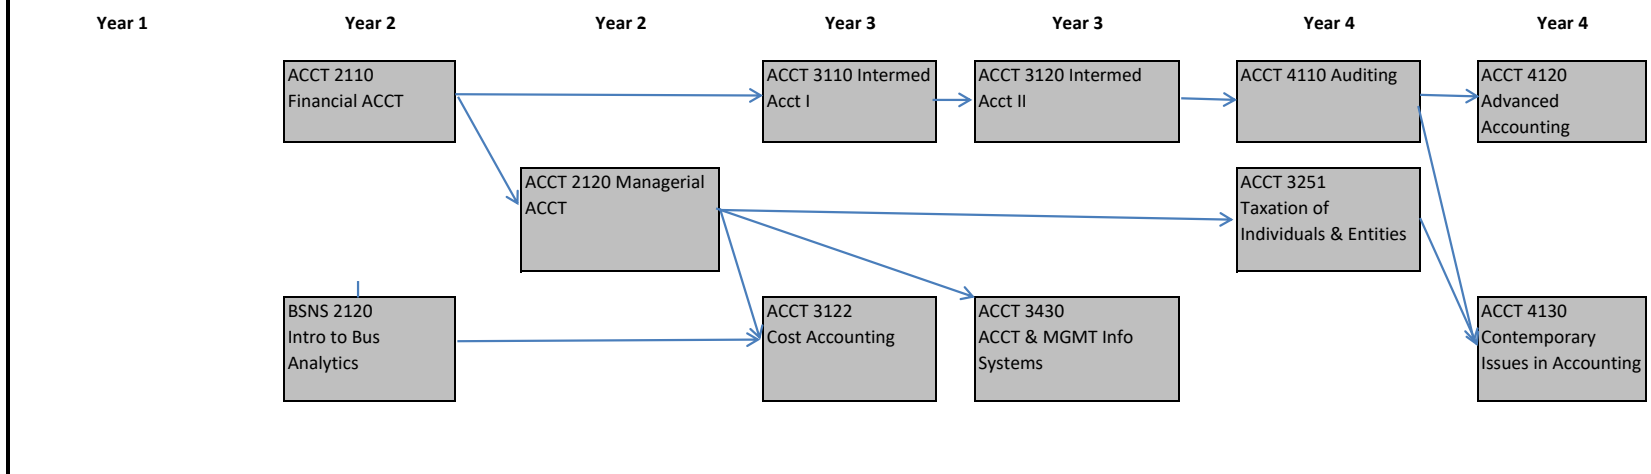 Year 1
Year 2
Year 2
Year 3
Year 3
Year 4
Year 4
ACCT 2110
Financial ACCT
ACCT 3110 Intermed
Acct I
ACCT 3120 Intermed
Acct II
ACCT 4110 Auditing
ACCT 4120
Advanced
Accounting
ACCT 2120 Managerial
ACCT
ACCT 3251
Taxation of
Individuals & Entities
BSNS 2120
Intro to Bus
Analytics
ACCT 3122
Cost Accounting
ACCT 3430
ACCT & MGMT Info
Systems
ACCT 4130
Contemporary
Issues in Accounting